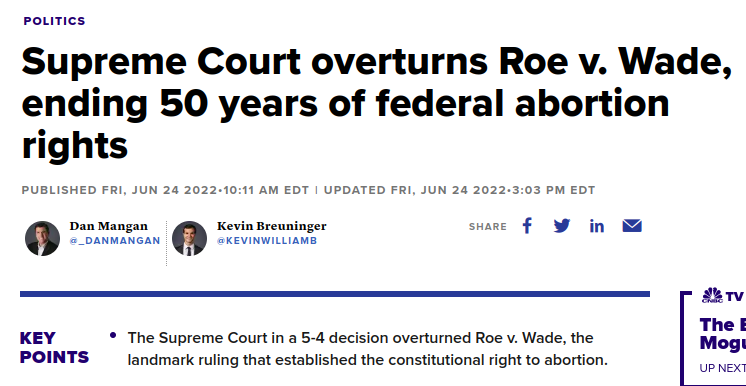 POLITICS
Supreme Court overturns Roe v. Wade,
ending 50 years of federal abortion
rights
PUBLISHED FRI, JUN 24 2022•10:11 AM EDT | UPDATED FRI, JUN 24 2022•3:03 PM EDT
Dan Mangan
@_DANMANGAN
Kevin Breuninger
@KEVINWILLIAMB
SHARE
KEY
POINTS
• The Supreme Court in a 5-4 decision overturned Roe v. Wade, the
landmark ruling that established the constitutional right to abortion.
CNBC TV
The
UP NEXT